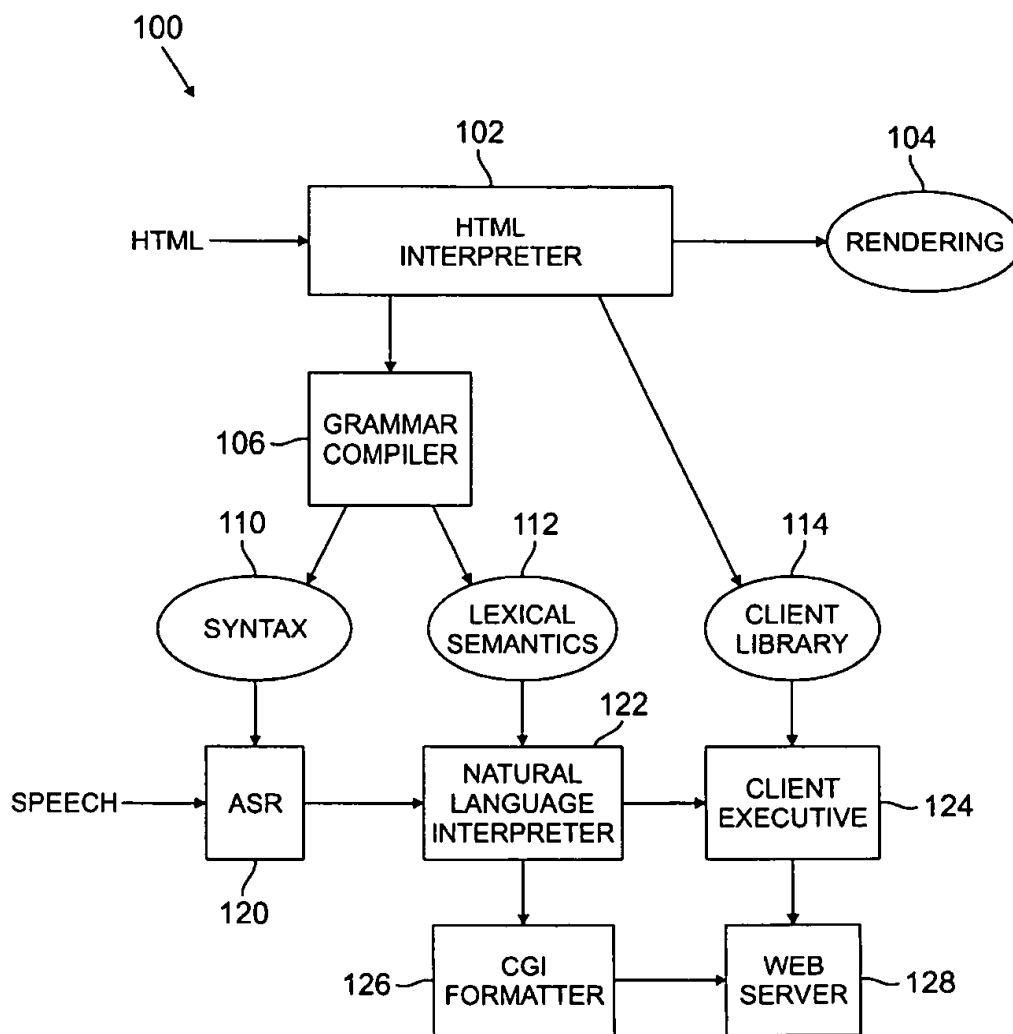 100
102
104
HTML
HTML
INTERPRETER
RENDERING
106
GRAMMAR
COMPILER
110
112
114
SYNTAX
LEXICAL
SEMANTICS
CLIENT
LIBRARY
122
SPEECH
ASR
NATURAL
LANGUAGE
INTERPRETER
CLIENT
EXECUTIVE
124
120
126
CGI
FORMATTER
WEB
SERVER
128